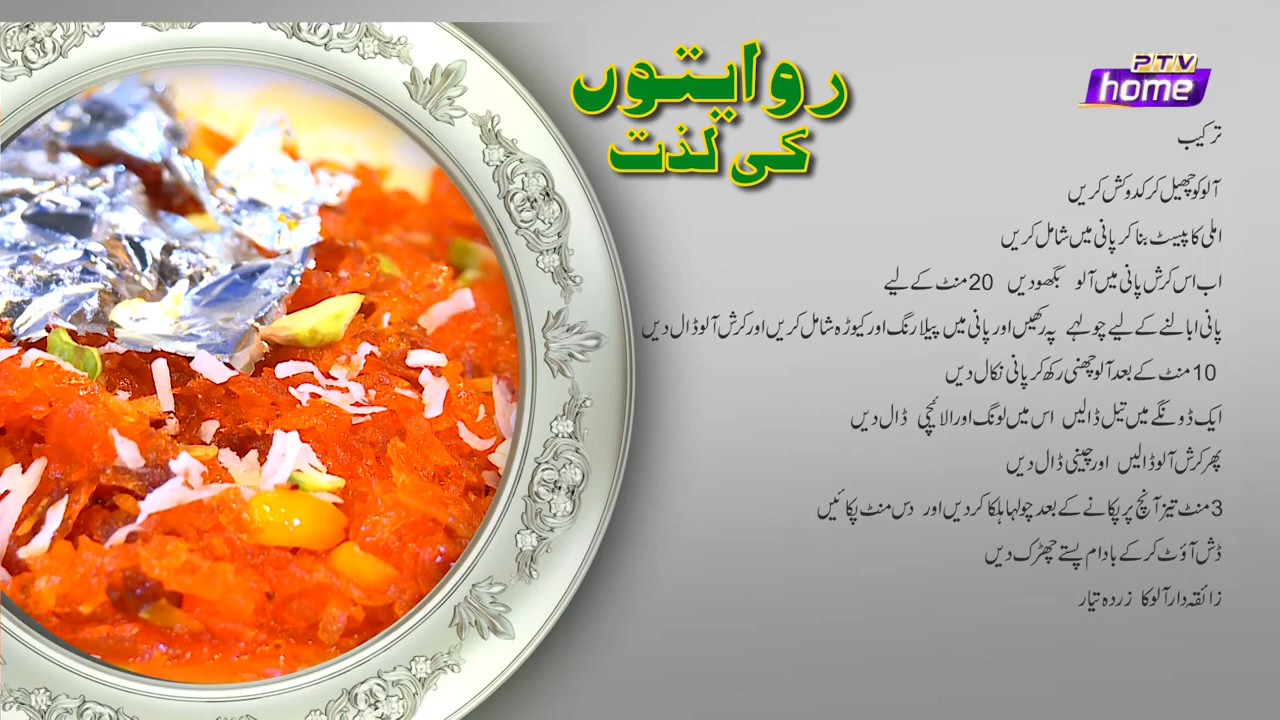 روایتوں
کی لذت
PTV
home
ترکیب
آلو کو چھیل کر کدوکش کریں
املی کا پیسٹ بنا کر پانی میں شامل کریں
اب اس کرش پانی میں آلو بگھو دیں 20 منٹ کے لیے
پانی ابالنے کے لیے چولہے پہ رکھیں اور پانی میں پیلا رنگ اور کیوڑہ شامل کریں اور کرش آلو ڈال دیں
10 منٹ کے بعد آلو چھنی رکھ کر پانی نکال دیں
ایک ڈونگے میں تیل ڈالیں اس میں لونگ اور الائچی ڈال دیں
پھر کرش آلو ڈالیں اور چینی ڈال دیں
3 منٹ تیز آنچ پر پکانے کے بعد چولہا ہلکا کر دیں اور دس منٹ پکائیں
ڈش آؤٹ کر کے بادام پستے چھڑک دیں
زائقہ دار آلو کا زردہ تیار